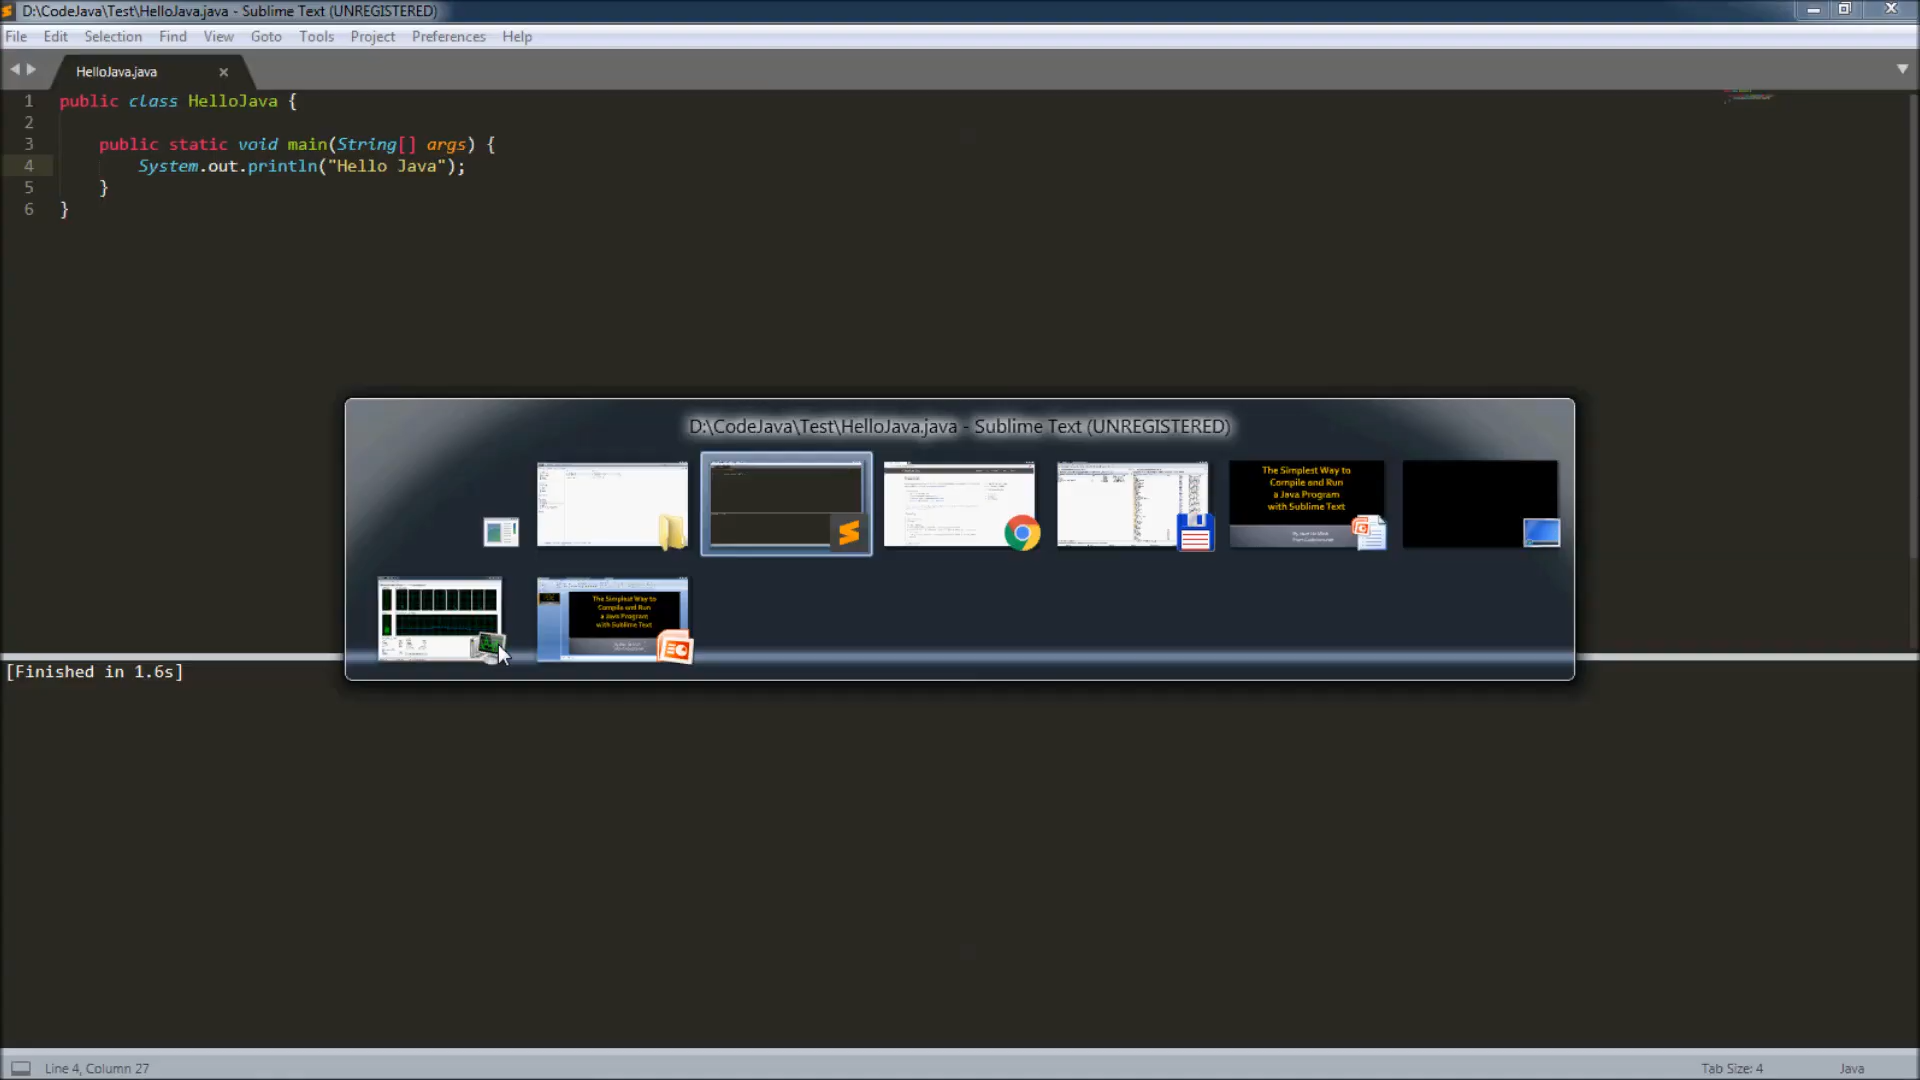 D:\CodeJava\Test\HelloJava.java - Sublime Text (UNREGISTERED)
File Edit Selection Find View Goto Tools Project Preferences Help
HelloJava.java
1 public class HelloJava {
2
3 public static void main(String[] args) {
4 System.out.println("Hello Java");
5 }
6 }
D:\CodeJava\Test\HelloJava.java - Sublime Text (UNREGISTERED)
The Simplest Way to
Compile and Run
a Java Program
with Sublime Text
The Simplest Way to
Compile and Run
a Java Program
with Sublime Text
[Finished in 1.6s]
Line 4, Column 27
Tab Size: 4
Java